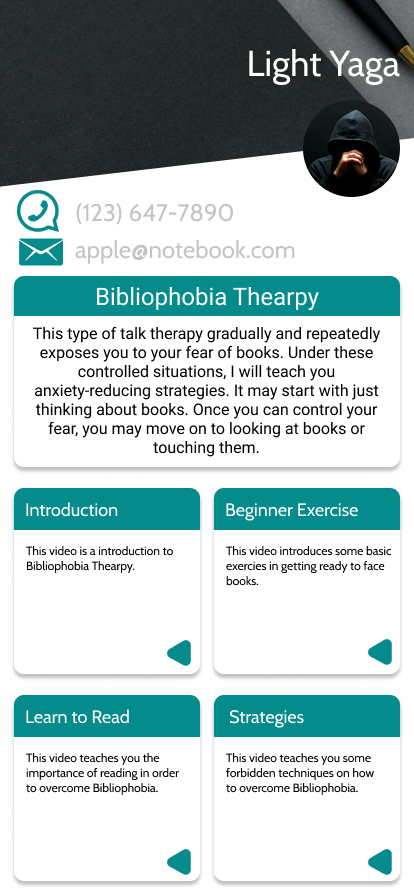 Light Yaga
(123) 647-7890
apple@notebook.com
Bibliophobia Thearpy
This type of talk therapy gradually and repeatedly
exposes you to your fear of books. Under these
controlled situations, I will teach you
anxiety-reducing strategies. It may start with just
thinking about books. Once you can control your
fear, you may move on to looking at books or
touching them.
Introduction
This video is a introduction to
Bibliophobia Thearpy.
Beginner Exercise
This video introduces some basic
exercies in getting ready to face
books.
Learn to Read
This video teaches you the
importance of reading in order
to overcome Bibliophobia.
Strategies
This video teaches you some
forbidden techniques on how
to overcome Bibliophobia.